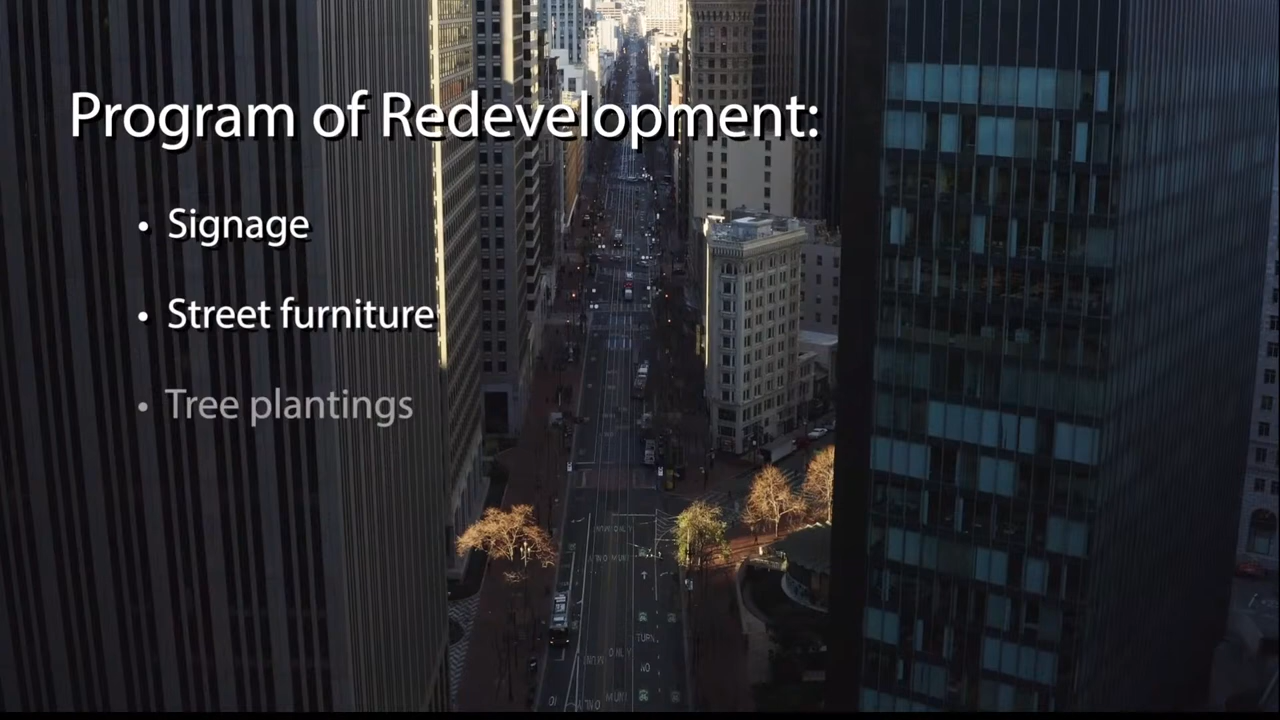 Program of Redevelopment:
• Signage
• Street furniture
• Tree plantings